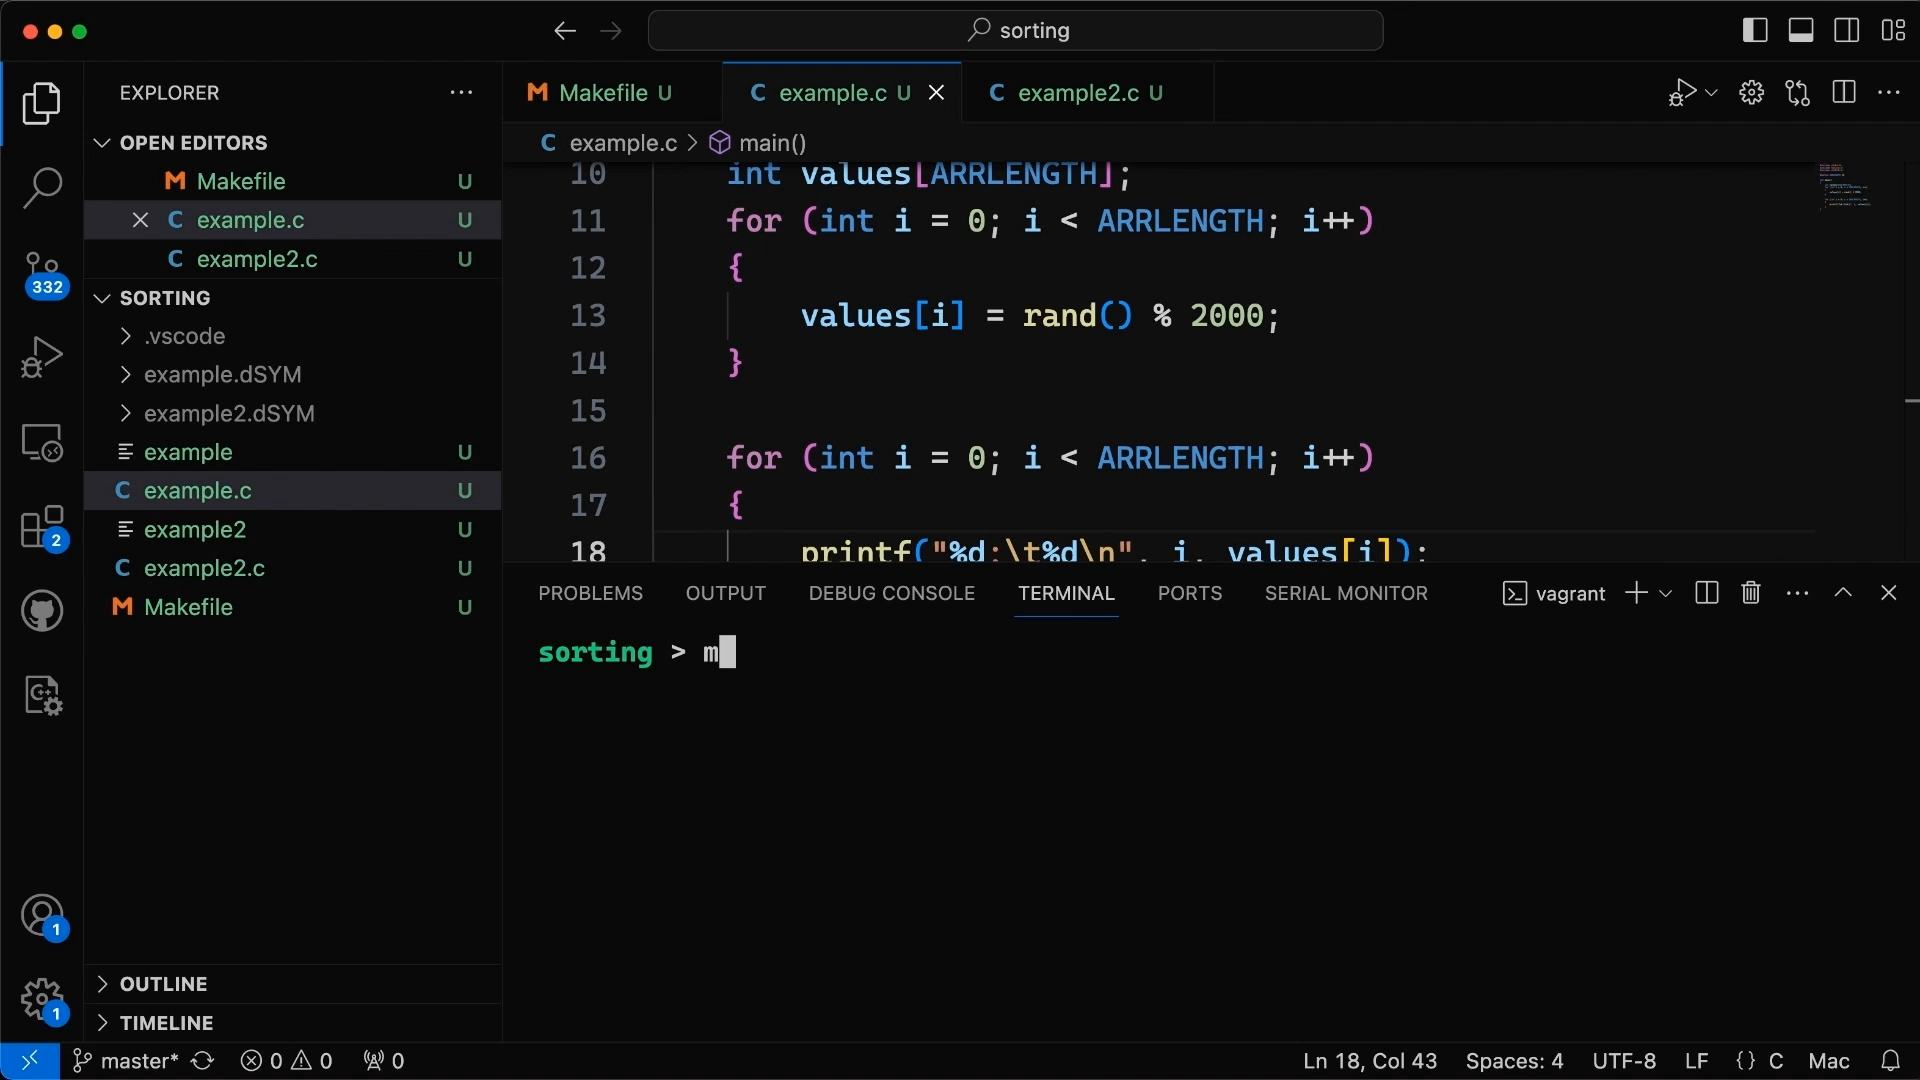 sorting
EXPLORER
OPEN EDITORS
M Makefile U
C example.c U
C example2.c U
SORTING
.vscode
example.dSYM
example2.dSYM
example U
C example.c U
example2 U
C example2.c U
M Makefile U
OUTLINE
TIMELINE
332
2
1
1
M Makefile U
C example.c U
C example2.c U
C example.c > main()
10 int values[ARRLENGTH];
11 for (int i = 0; i < ARRLENGTH; i++)
12 {
13 values[i] = rand() % 2000;
14 }
15
16 for (int i = 0; i < ARRLENGTH; i++)
17 {
18 printf("%d:\t%d\n", i, values[i]);
PROBLEMS OUTPUT DEBUG CONSOLE TERMINAL PORTS SERIAL MONITOR vagrant
sorting > m
master* 0 0 0 Ln 18, Col 43 Spaces: 4 UTF-8 LF {} C Mac